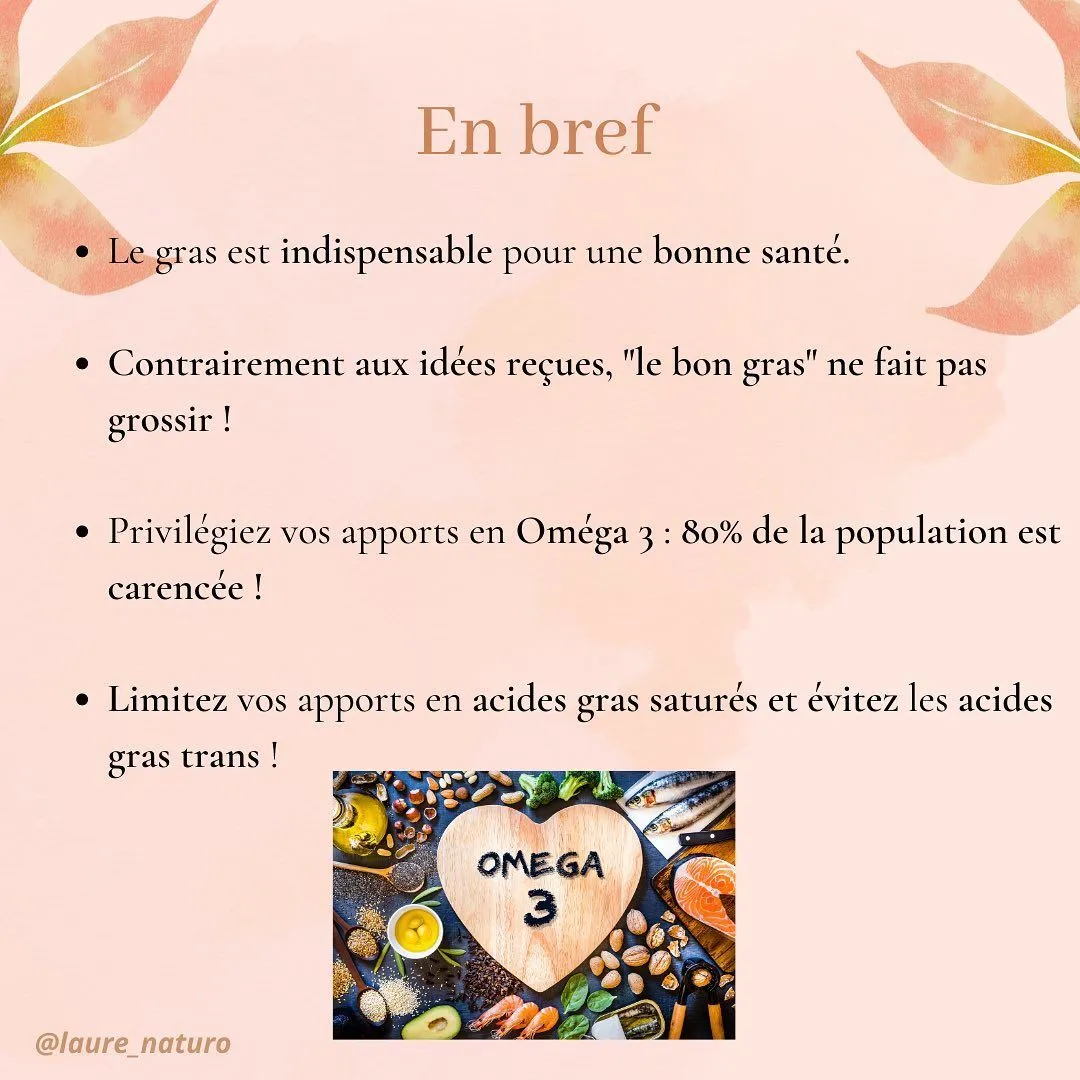 En bref
• Le gras est indispensable pour une bonne santé.
• Contrairement aux idées reçues, "le bon gras" ne fait pas
grossir !
• Privilégiez vos apports en Oméga 3 : 80% de la population est
carencée !
• Limitez vos apports en acides gras saturés et évitez les acides
gras trans !
OMEGA
3
@laure_naturo